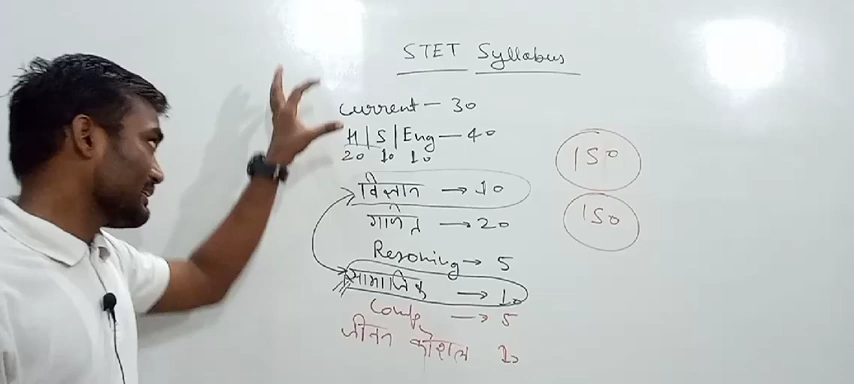 STET Syllabus
Current - 30
H | S | Eng - 40
20 10 10
विज्ञान → 10
गणित → 20
Resoning → 5
सामाजिक → 10
Comp → 5
जीवन कौशल 10
150
150